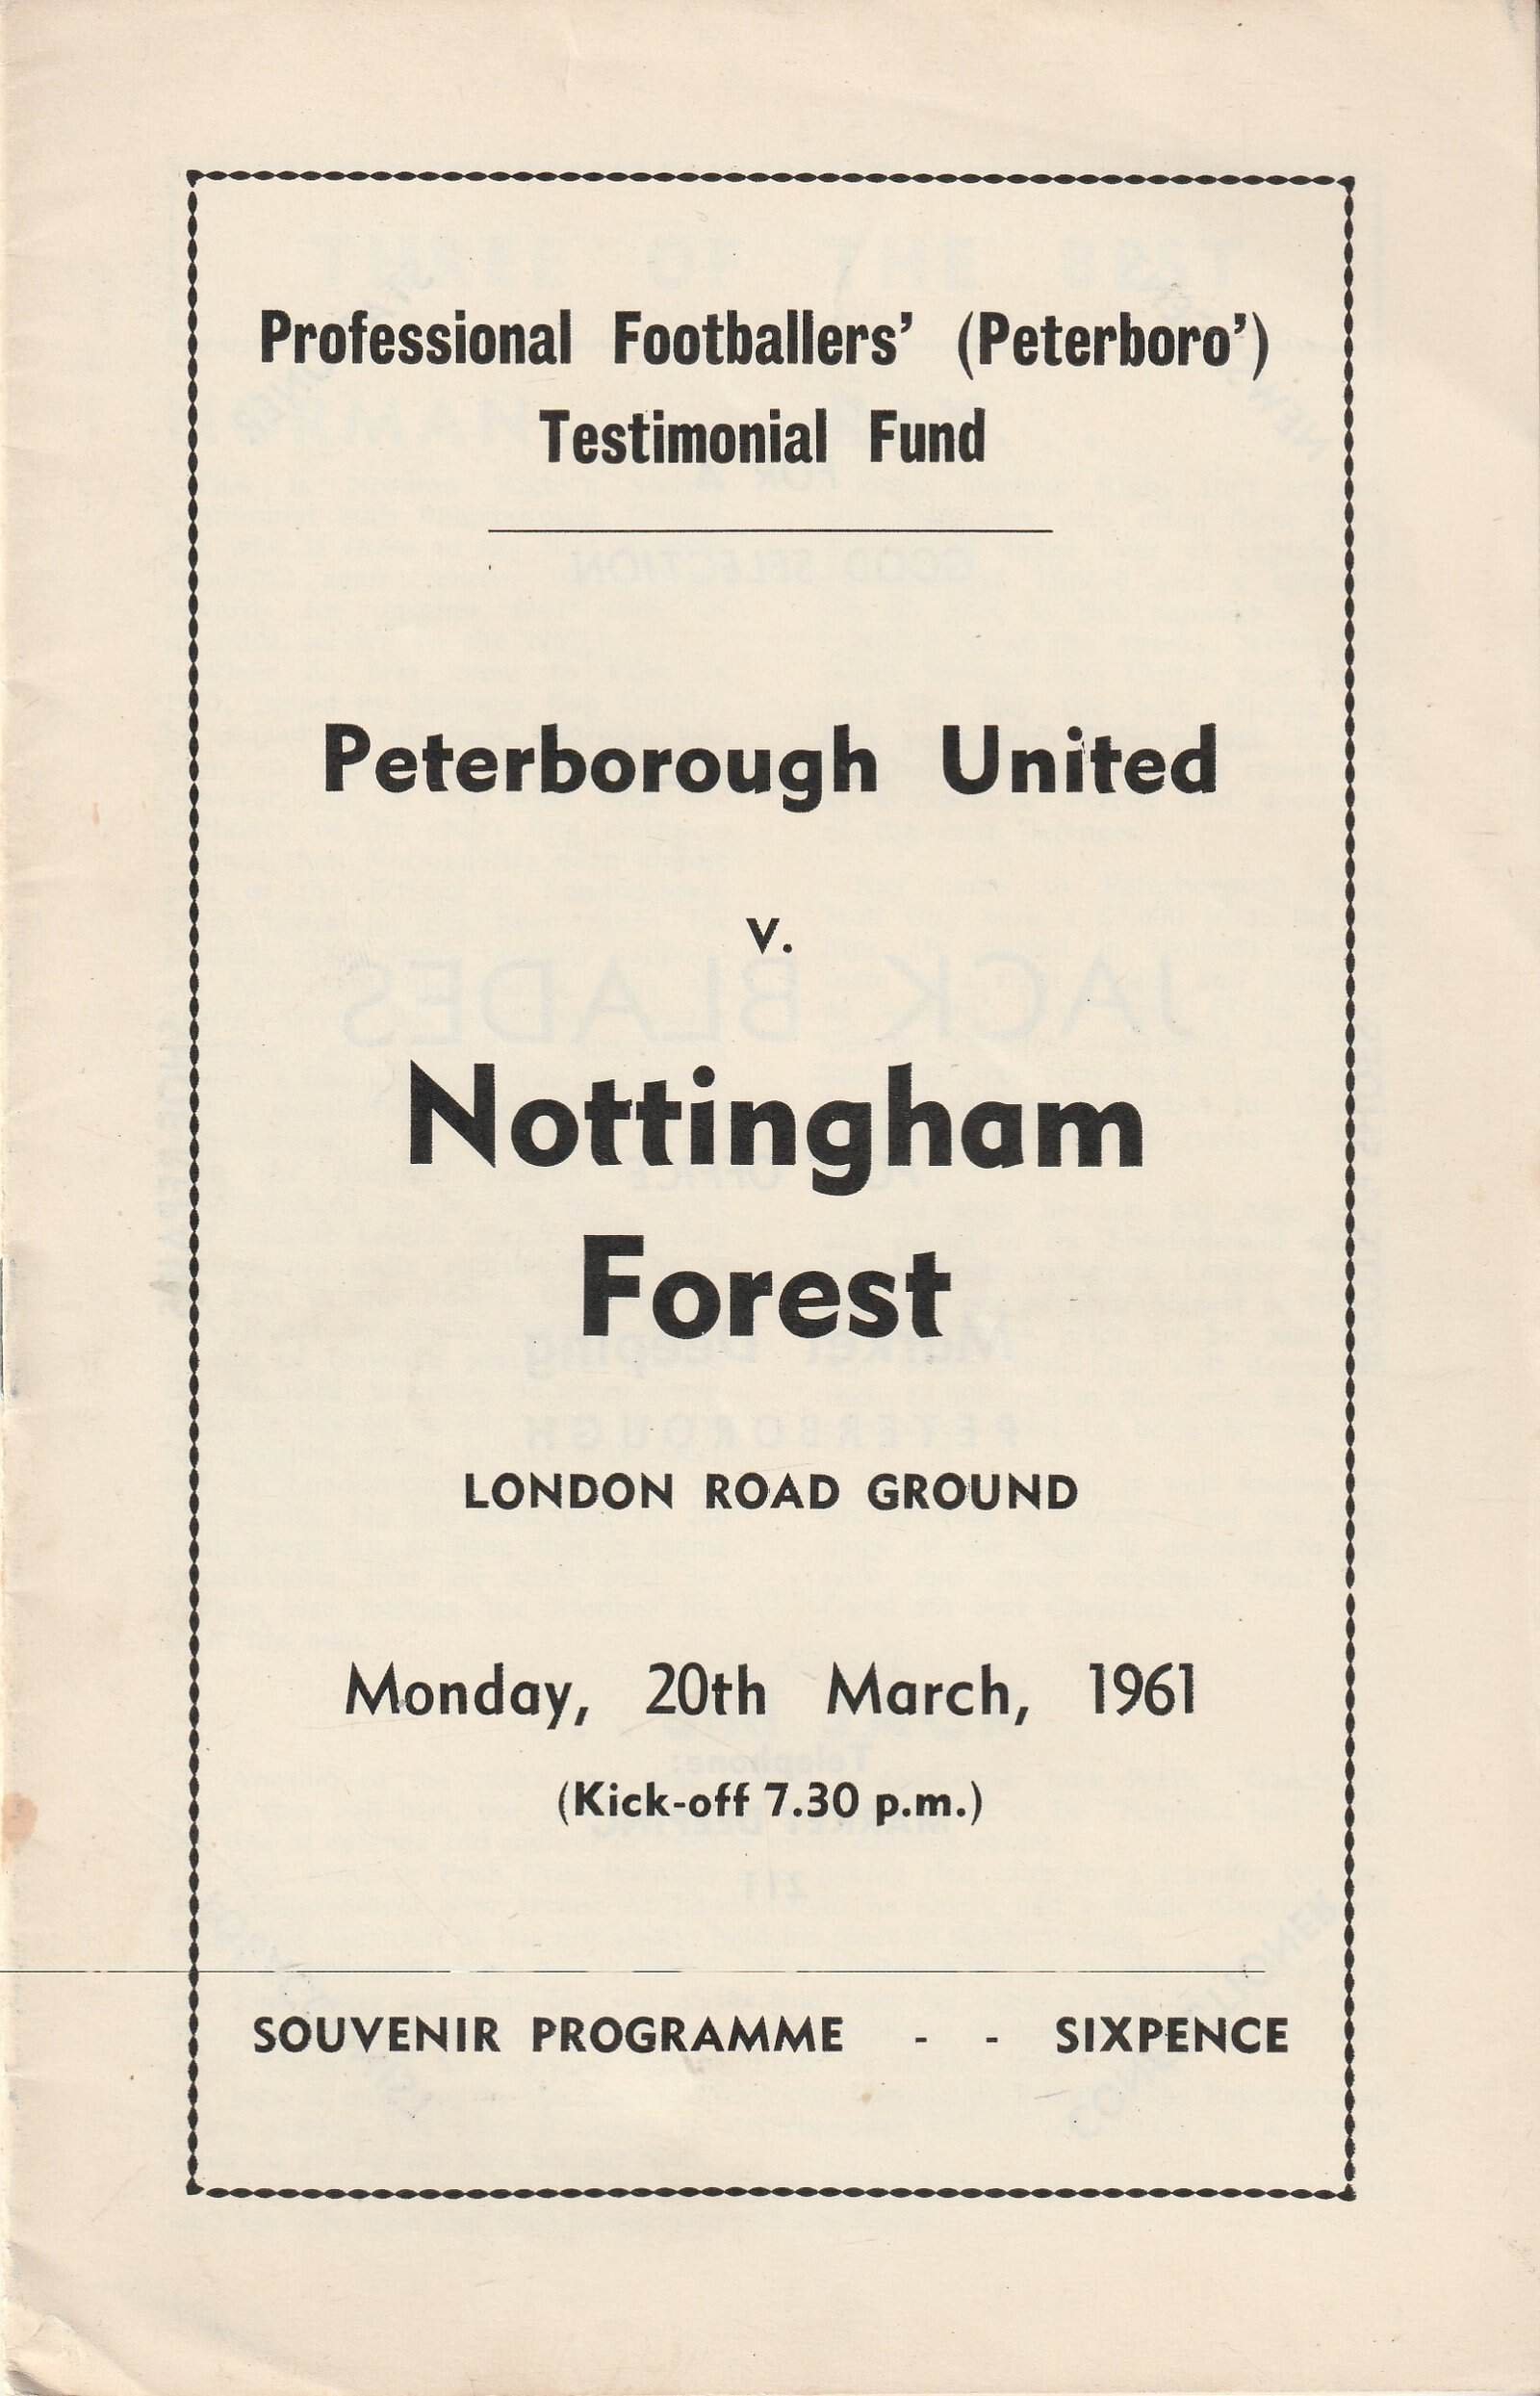 Professional Footballers’ (Peterboro’)
Testimonial Fund
Peterborough United
v.
Nottingham
Forest
LONDON ROAD GROUND
Monday, 20th March, 1961
(Kick-off 7.30 p.m.)
SOUVENIR PROGRAMME - - SIXPENCE